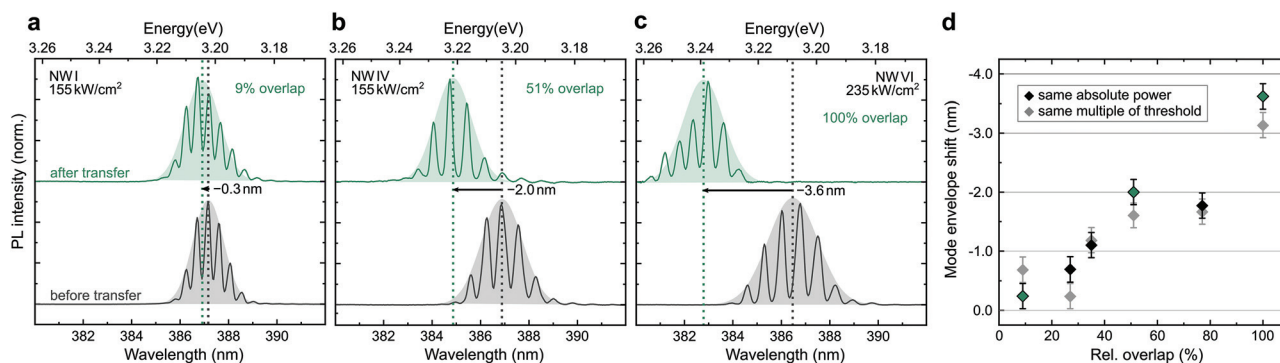 a
Energy(eV)
3.26 3.24 3.22 3.20 3.18
NW I
155 kW/cm²
9% overlap
after transfer
−0.3 nm
before transfer
PL intensity (norm.)
382 384 386 388 390
Wavelength (nm)
b
Energy(eV)
3.26 3.24 3.22 3.20
NW IV
155 kW/cm²
51% overlap
−2.0 nm
382 384 386 388 390
Wavelength (nm)
c
Energy(eV)
3.26 3.24 3.22 3.20 3.18
NW VI
235 kW/cm²
100% overlap
−3.6 nm
382 384 386 388 390
Wavelength (nm)
d
Mode envelope shift (nm)
-4.0
-3.0
-2.0
-1.0
0.0
same absolute power
same multiple of threshold
0 20 40 60 80 100
Rel. overlap (%)